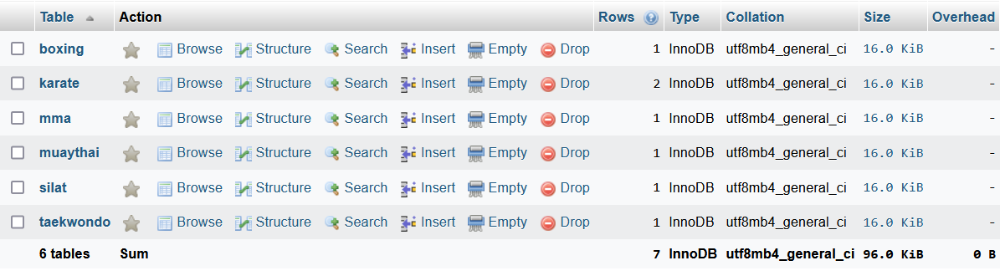 Table Action Rows Type Collation Size Overhead
boxing Browse Structure Search Insert Empty Drop 1 InnoDB utf8mb4_general_ci 16.0 KiB -
karate Browse Structure Search Insert Empty Drop 2 InnoDB utf8mb4_general_ci 16.0 KiB -
mma Browse Structure Search Insert Empty Drop 1 InnoDB utf8mb4_general_ci 16.0 KiB -
muaythai Browse Structure Search Insert Empty Drop 1 InnoDB utf8mb4_general_ci 16.0 KiB -
silat Browse Structure Search Insert Empty Drop 1 InnoDB utf8mb4_general_ci 16.0 KiB -
taekwondo Browse Structure Search Insert Empty Drop 1 InnoDB utf8mb4_general_ci 16.0 KiB -
6 tables Sum 7 InnoDB utf8mb4_general_ci 96.0 KiB 0 B